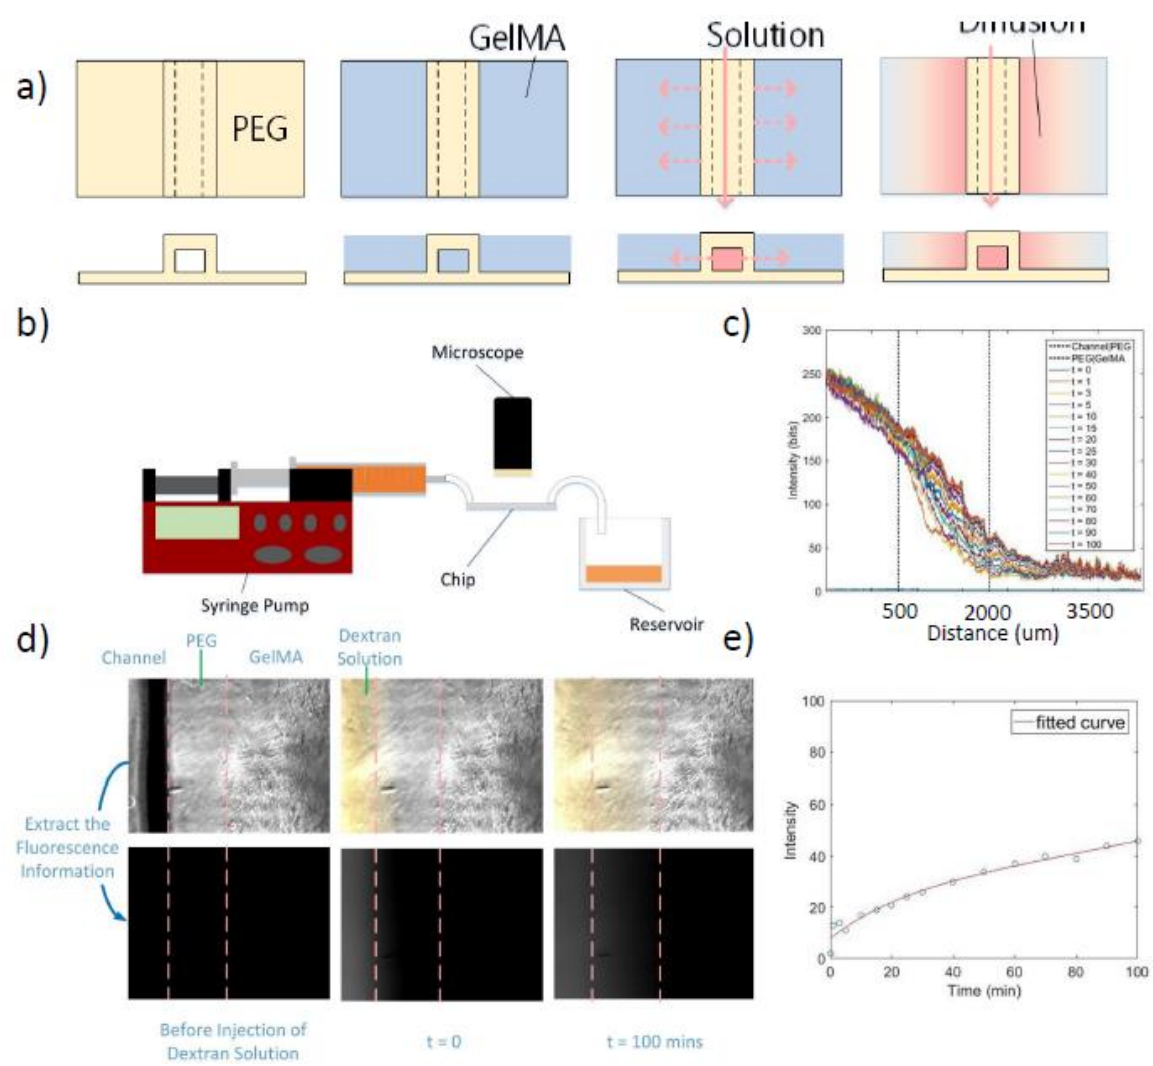 GelMA
Solution
Diffusion
a)
PEG
b)
Microscope
Chip
Syringe Pump
Reservoir
c)
300
250
200
150
100
50
0
Intensity (bits)
Channel|PEG
PEG|GelMA
t = 0
t = 1
t = 3
t = 5
t = 10
t = 15
t = 20
t = 25
t = 30
t = 40
t = 50
t = 60
t = 70
t = 80
t = 90
t = 100
500 2000 3500
Distance (um)
d)
Channel
PEG
GelMA
Dextran
Solution
Extract the
Fluorescence
Information
Before Injection of
Dextran Solution
t = 0
t = 100 mins
e)
100
80
60
40
20
0
Intensity
fitted curve
0 20 40 60 80 100
Time (min)